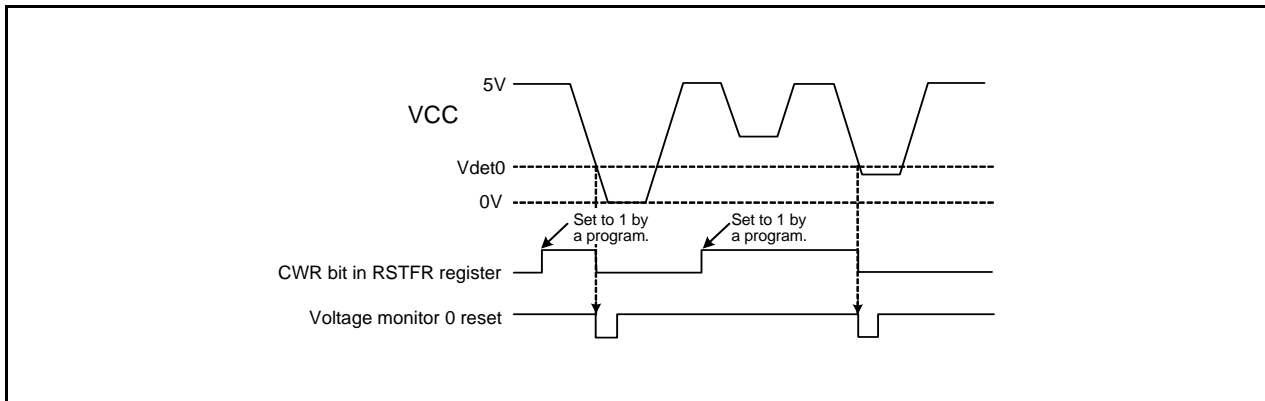 5V
VCC
Vdet0
0V
Set to 1 by
a program.
Set to 1 by
a program.
CWR bit in RSTFR register
Voltage monitor 0 reset